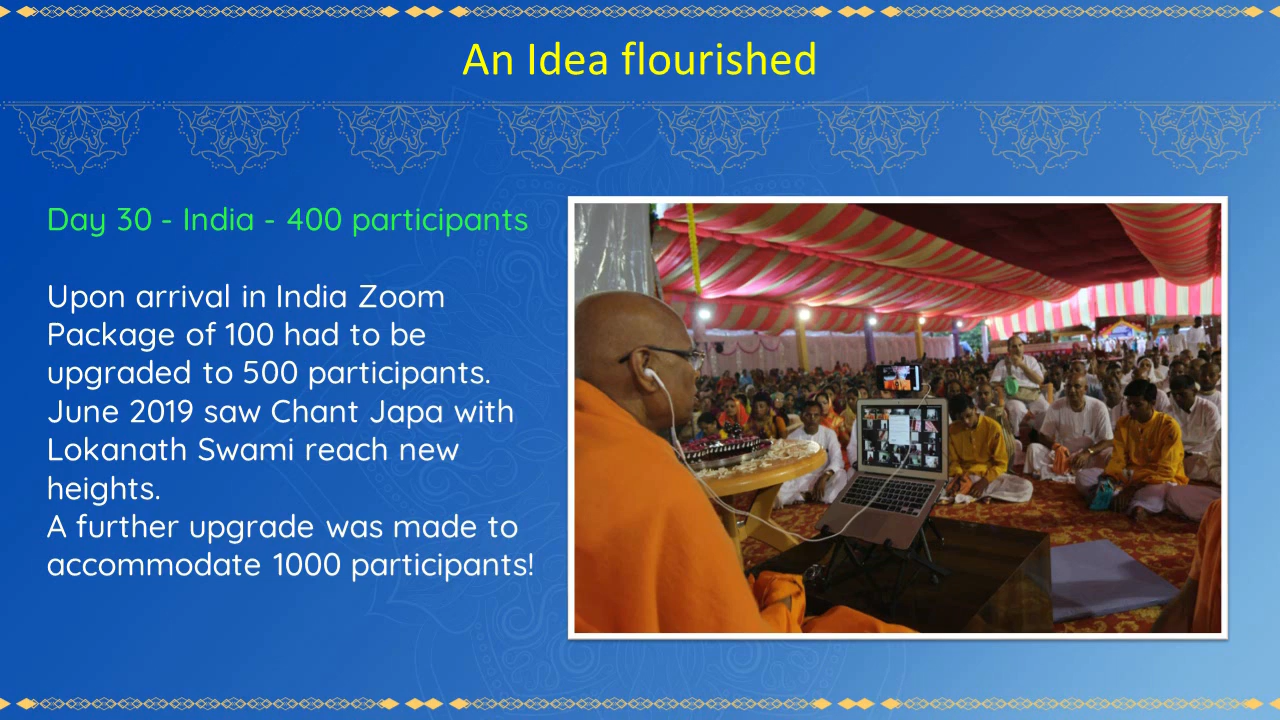 An Idea flourished
Day 30 - India - 400 participants
Upon arrival in India Zoom
Package of 100 had to be
upgraded to 500 participants.
June 2019 saw Chant Japa with
Lokanath Swami reach new
heights.
A further upgrade was made to
accommodate 1000 participants!